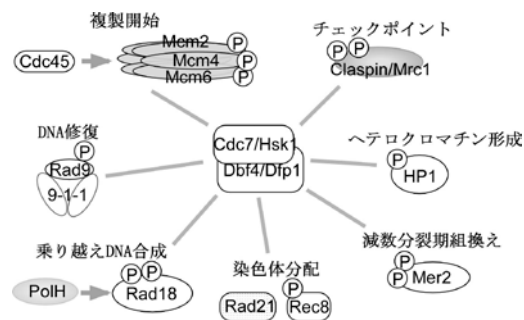 複製開始
Cdc45
Mcm2
P
Mcm4
P
Mcm6
P
チェックポイント
P
P
Claspin/Mrc1
Cdc7/Hsk1
Dbf4/Dfp1
DNA修復
P
Rad9
9-1-1
ヘテロクロマチン形成
P
HP1
乗り越えDNA合成
P
P
PolH
Rad18
染色体分配
P
Rad21
Rec8
減数分裂期組換え
P
P
Mer2